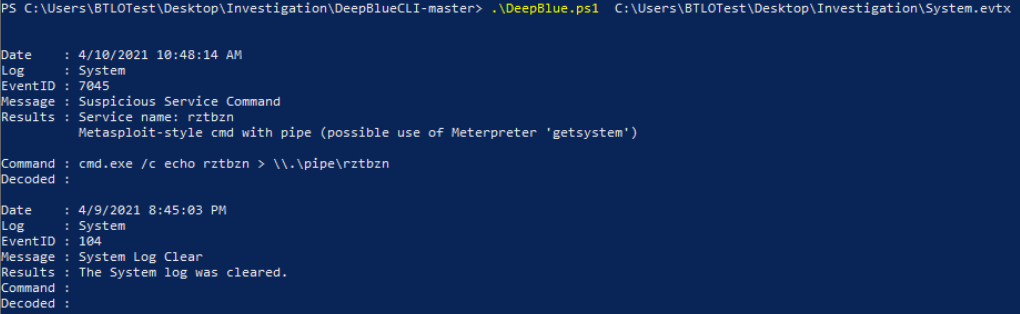 PS C:\Users\BTLOTest\Desktop\Investigation\DeepBlueCLI-master> .\DeepBlue.ps1  C:\Users\BTLOTest\Desktop\Investigation\System.evtx
Date    : 4/10/2021 10:48:14 AM
Log     : System
EventID : 7045
Message : Suspicious Service Command
Results : Service name: rztbzn
          Metasploit-style cmd with pipe (possible use of Meterpreter 'getsystem')
Command : cmd.exe /c echo rztbzn > \\.\pipe\rztbzn
Decoded :
Date    : 4/9/2021 8:45:03 PM
Log     : System
EventID : 104
Message : System Log Clear
Results : The System log was cleared.
Command :
Decoded :